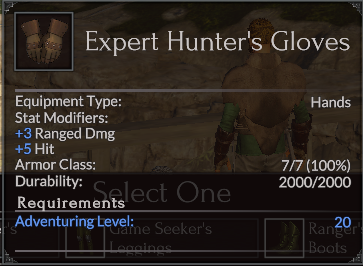 Expert Hunter's Gloves
Equipment Type: Hands
Stat Modifiers:
+3 Ranged Dmg
+5 Hit
Armor Class: 7/7 (100%)
Durability: 2000/2000
Select One
Requirements
Adventuring Level: 20
Game Seeker's Leggings
Ranger's Boots